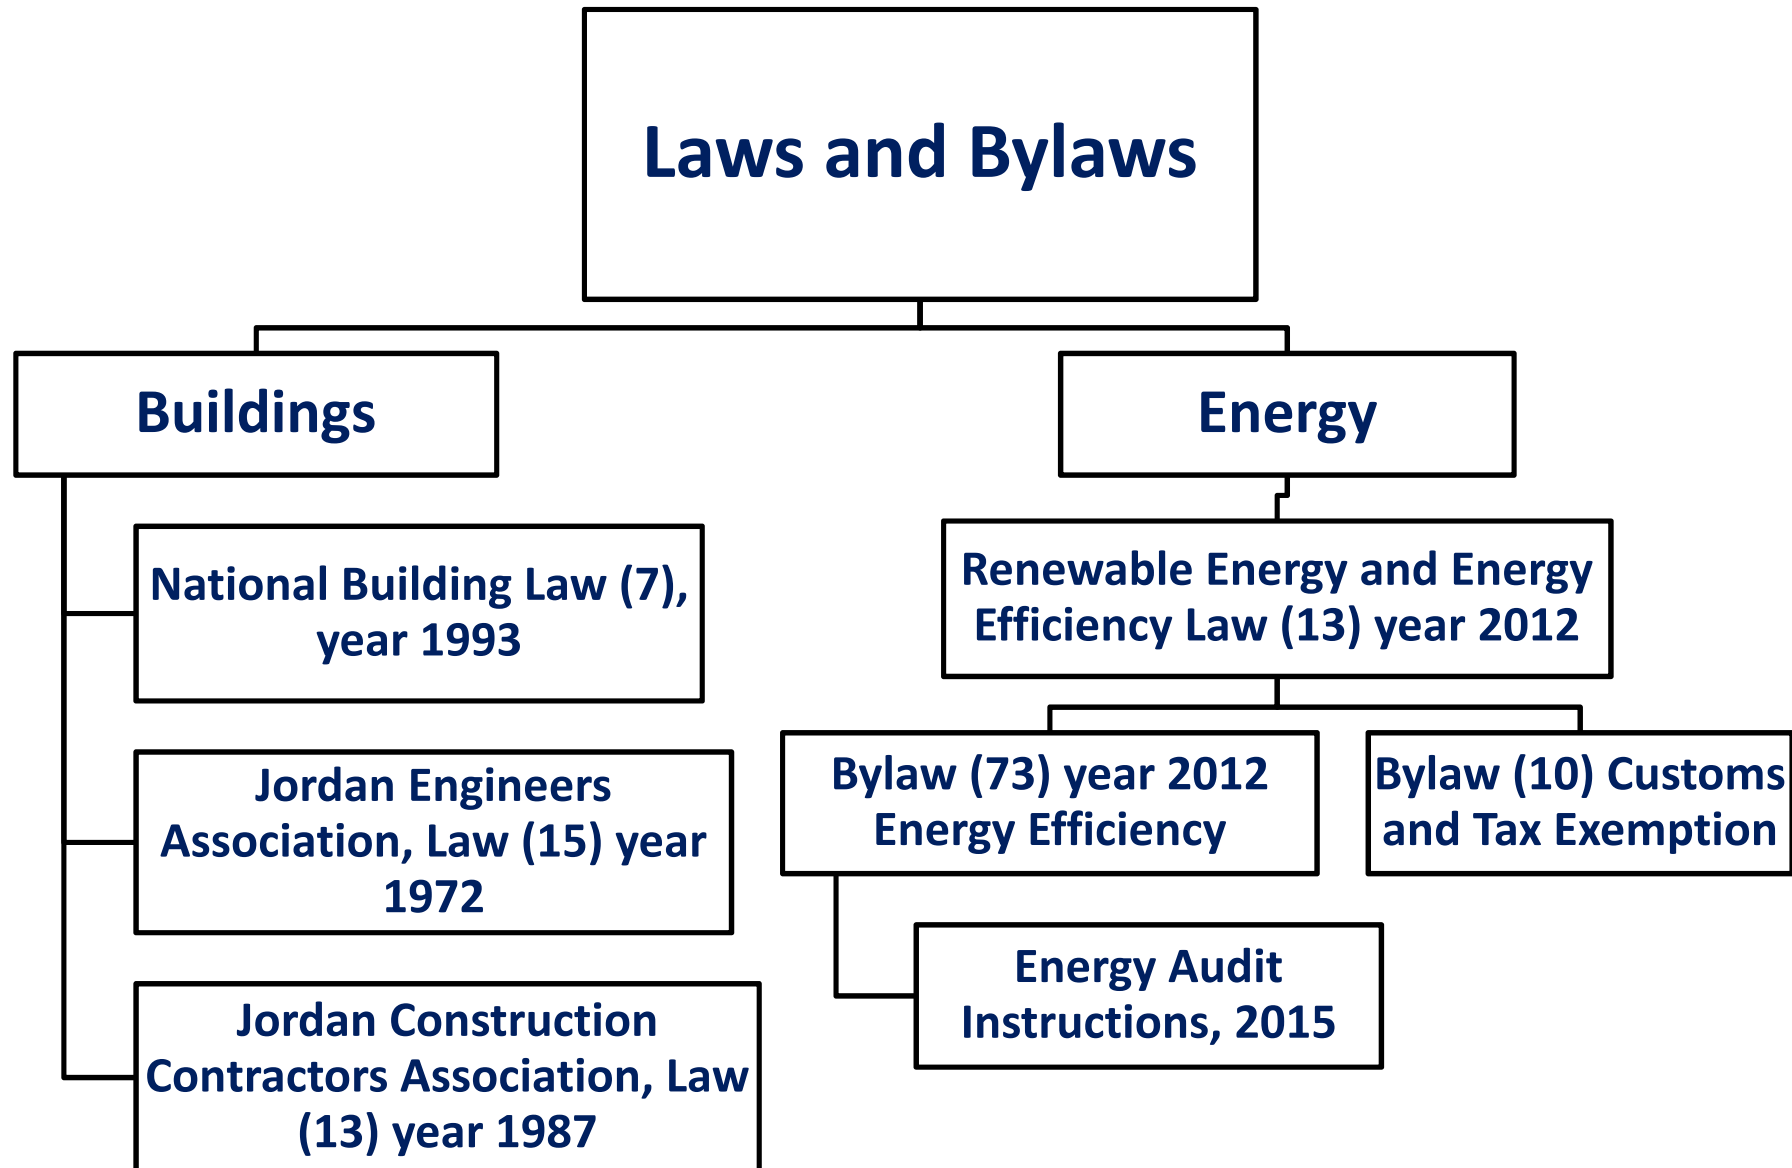 Laws and Bylaws
Buildings
Energy
National Building Law (7),
year 1993
Renewable Energy and Energy
Efficiency Law (13) year 2012
Jordan Engineers
Association, Law (15) year
1972
Bylaw (73) year 2012
Energy Efficiency
Bylaw (10) Customs
and Tax Exemption
Energy Audit
Instructions, 2015
Jordan Construction
Contractors Association, Law
(13) year 1987